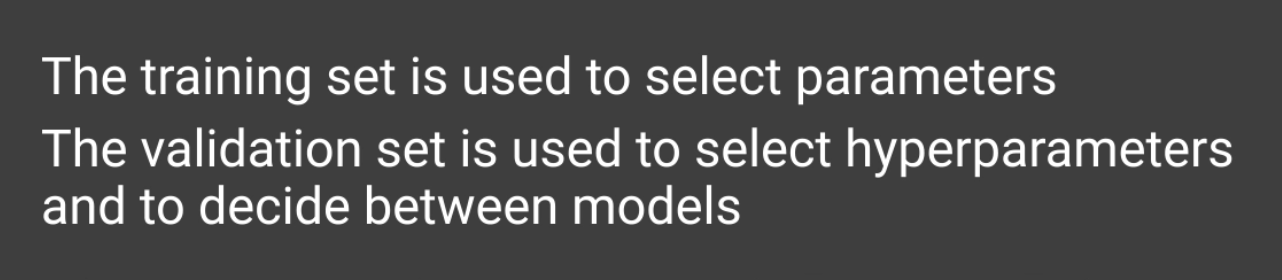 The training set is used to select parameters
The validation set is used to select hyperparameters
and to decide between models